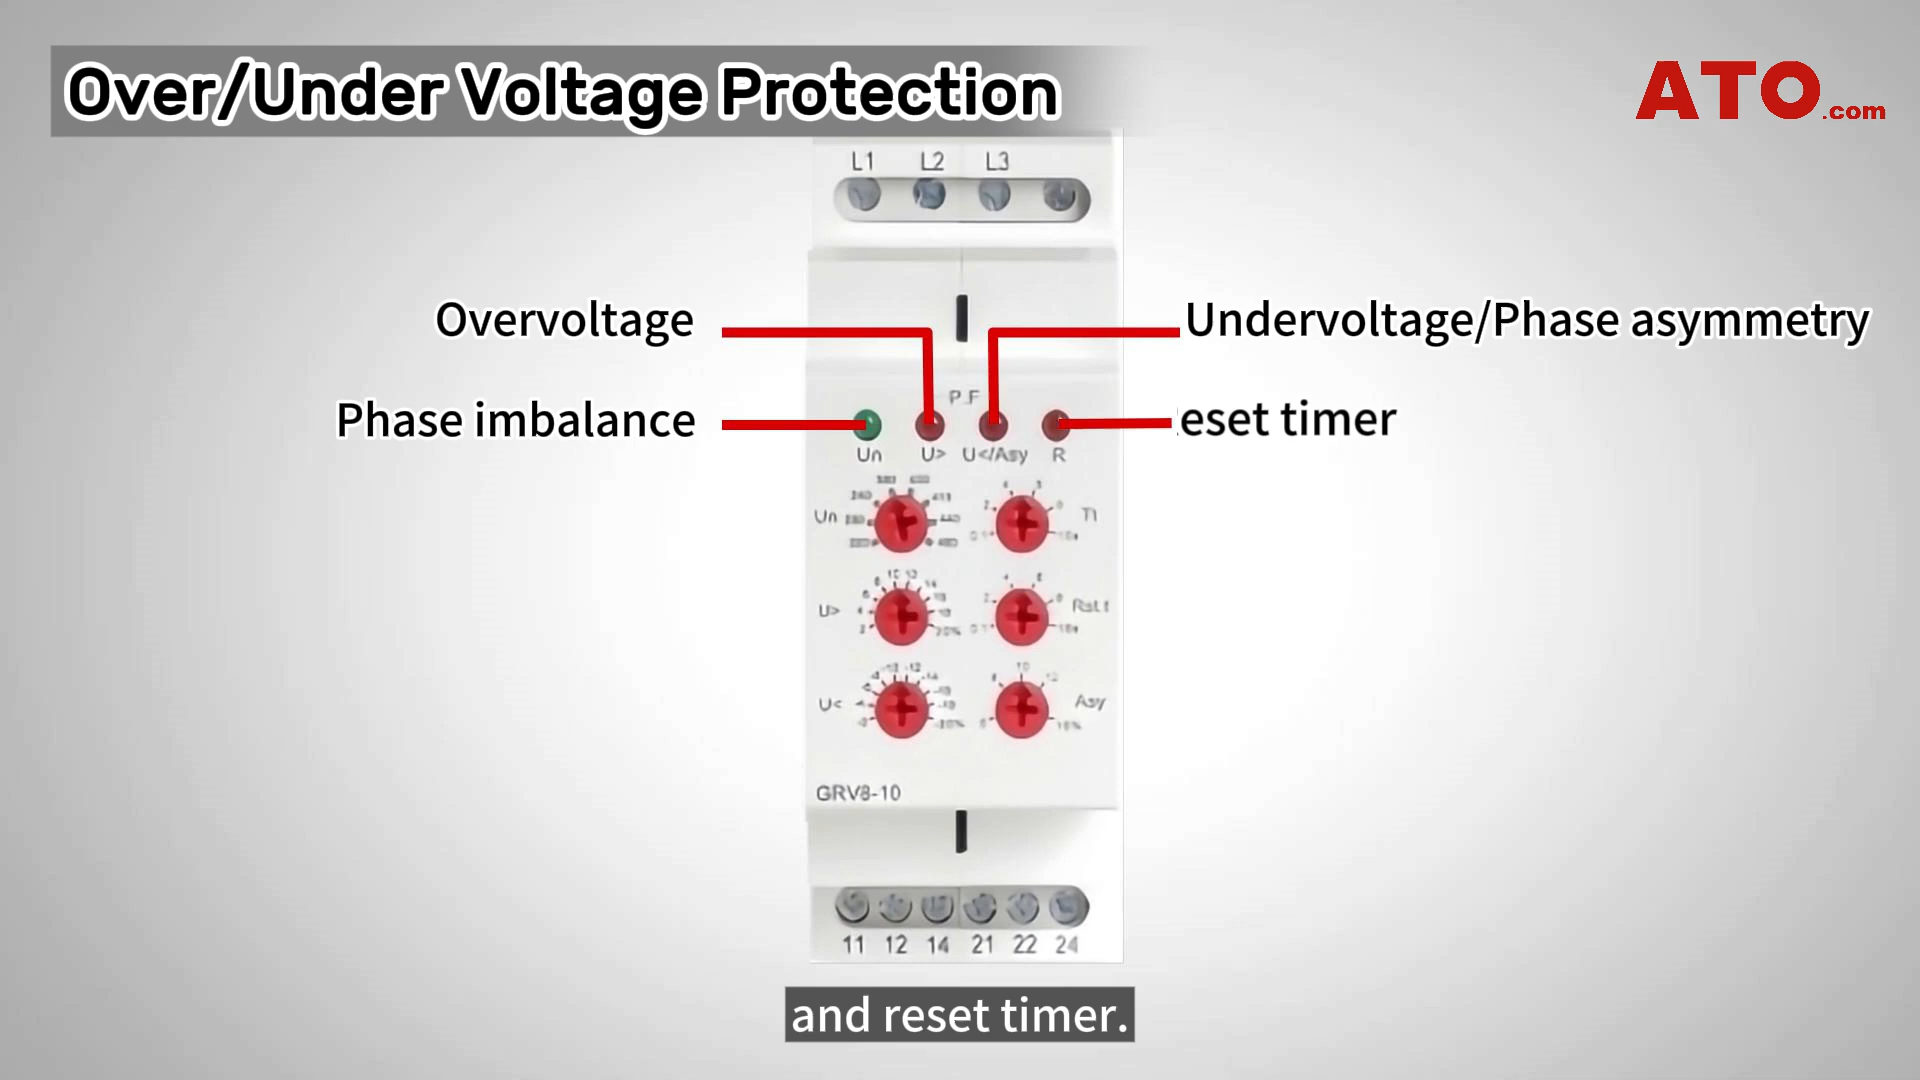 Over/Under Voltage Protection
ATO.com
L1 L2 L3
Overvoltage
Undervoltage/Phase asymmetry
P.F
Phase imbalance
eset timer
Un U> U</Asy R
Un
U>
Rst.t
U<
Asy
GRV8-10
11 12 14 21 22 24
and reset timer.